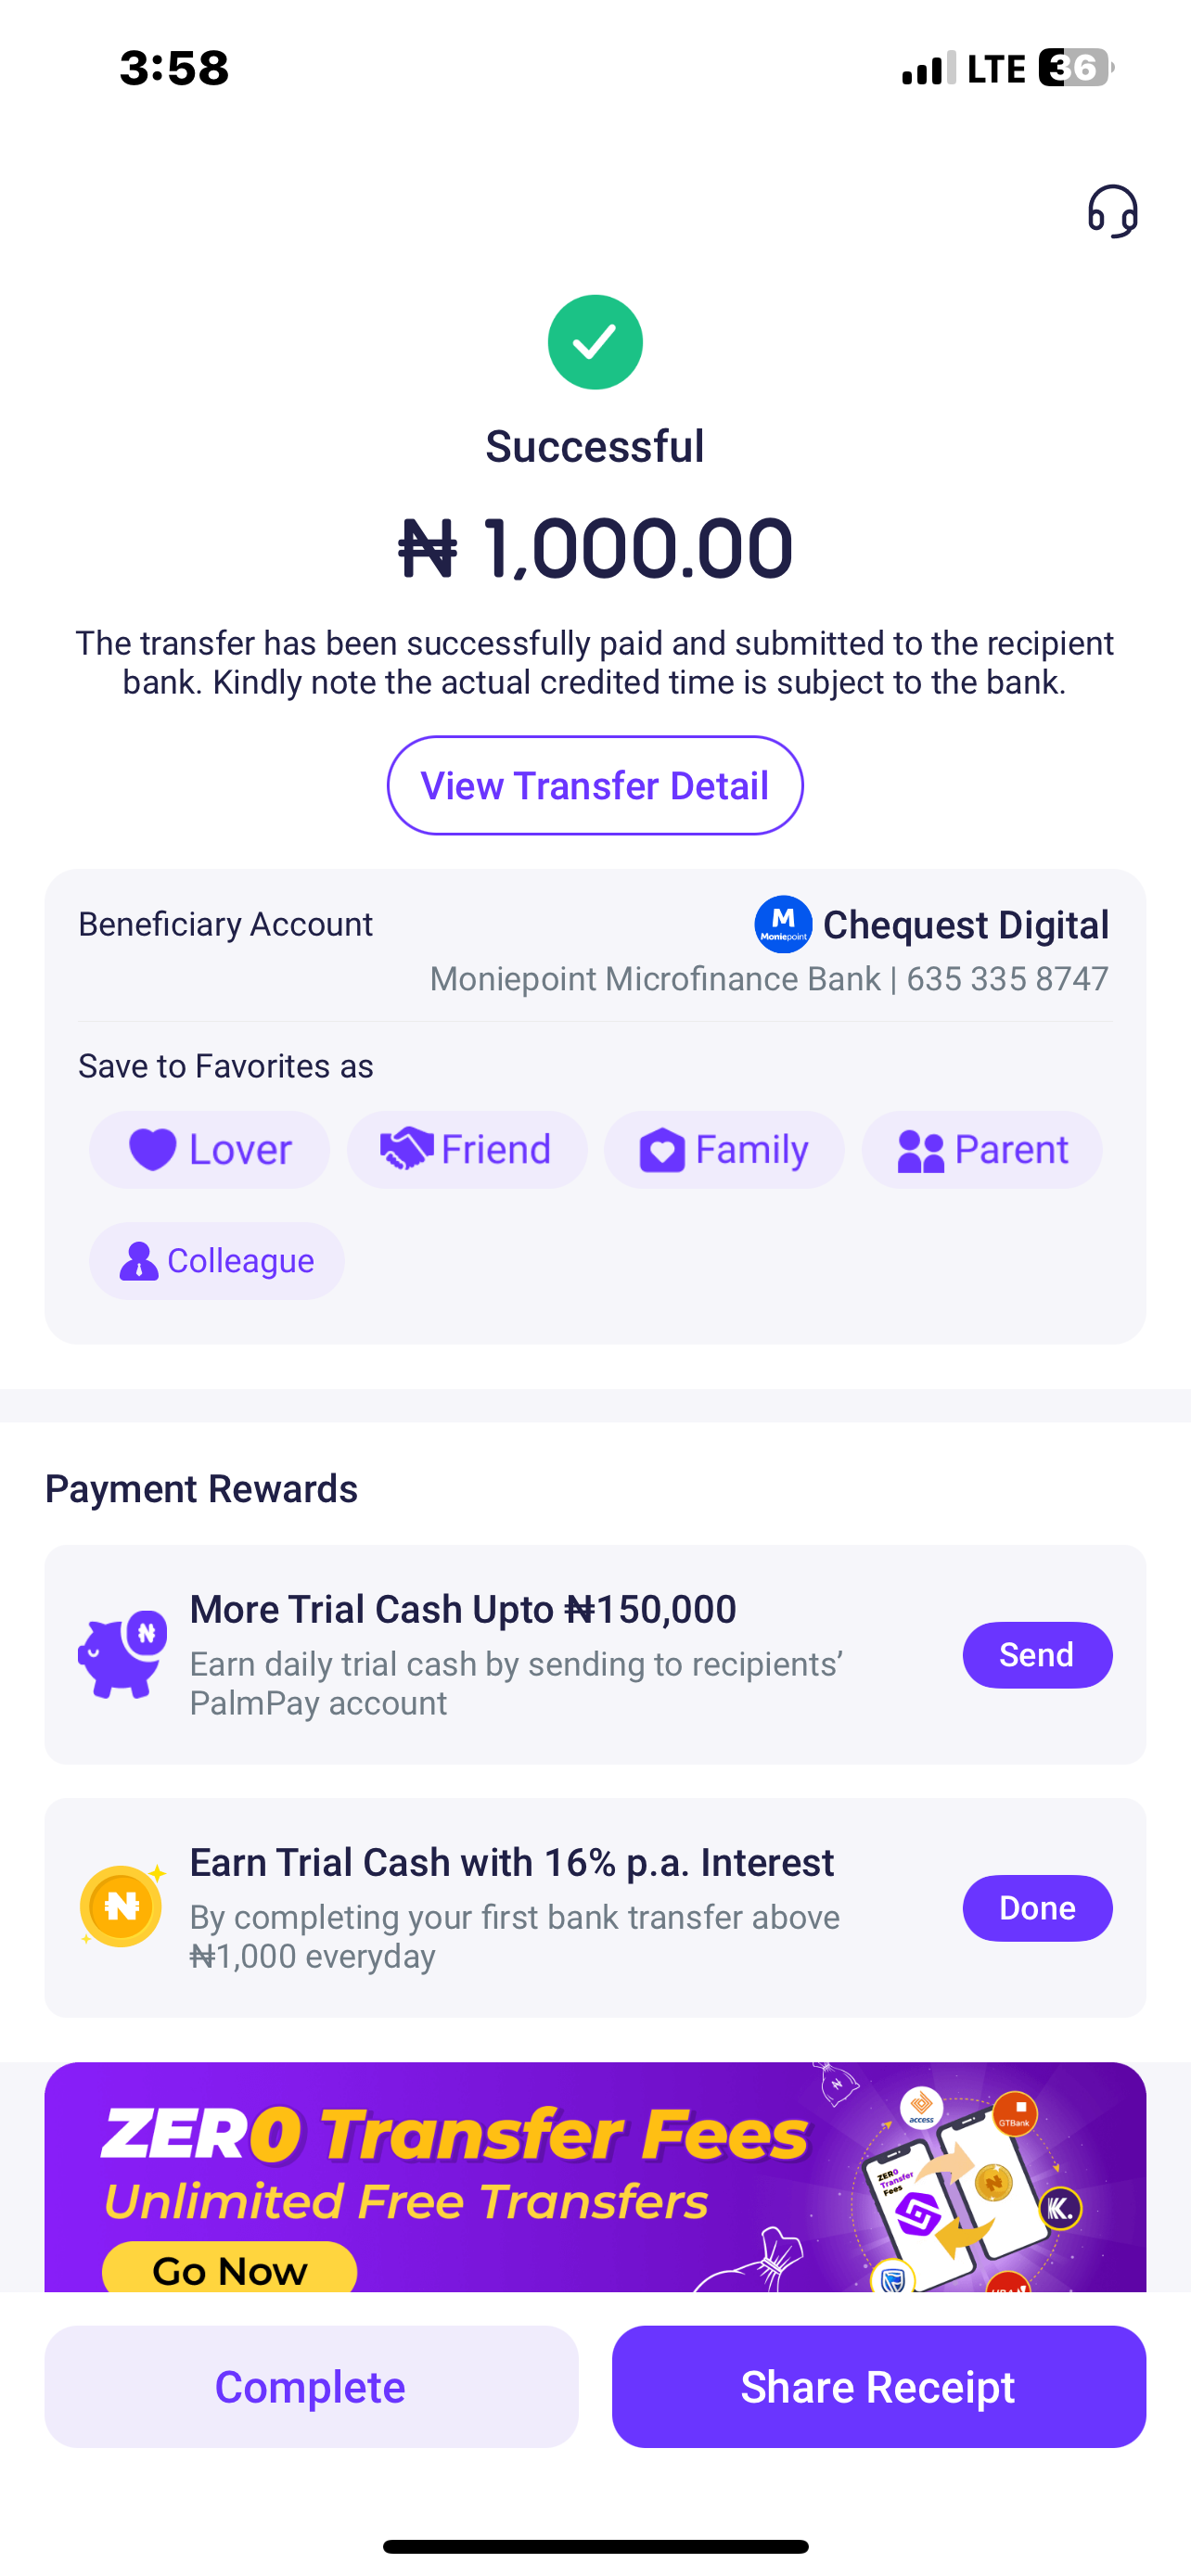 3:58 LTE 36
Successful
₦ 1,000.00
The transfer has been successfully paid and submitted to the recipient
bank. Kindly note the actual credited time is subject to the bank.
View Transfer Detail
Beneficiary Account
M
Moniepoint
Chequest Digital
Moniepoint Microfinance Bank | 635 335 8747
Save to Favorites as
Lover Friend Family Parent
Colleague
Payment Rewards
More Trial Cash Upto ₦150,000
Earn daily trial cash by sending to recipients’
PalmPay account
Send
Earn Trial Cash with 16% p.a. Interest
By completing your first bank transfer above
₦1,000 everyday
Done
ZERO Transfer Fees
Unlimited Free Transfers
Go Now
access
GTBank
ZERO
Transfer
Fees
K.
Complete
Share Receipt